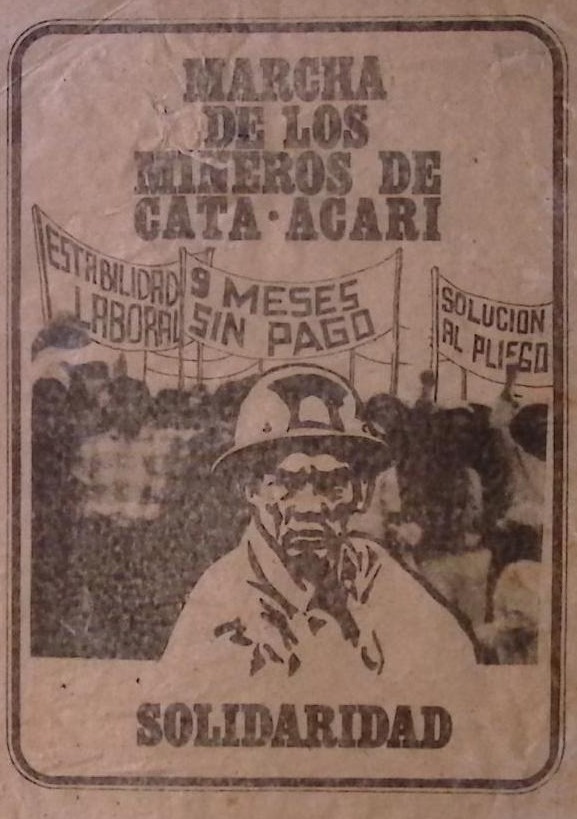 MARCHA
DE LOS
MINEROS DE
CATA·ACARI
ESTABILIDAD
LABORAL
9 MESES
SIN PAGO
SOLUCION
AL PLIEGO
SOLIDARIDAD